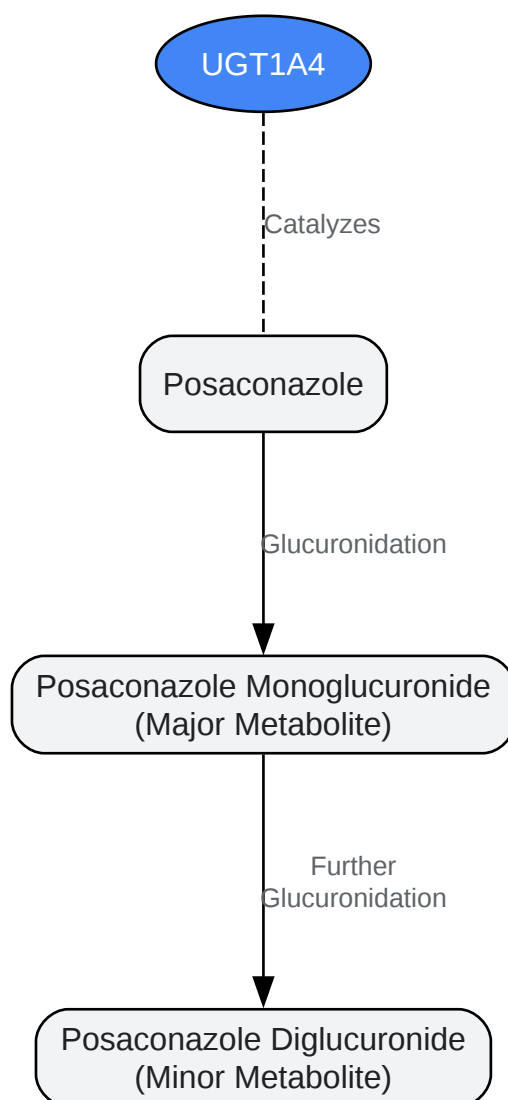 UGT1A4
Catalyzes
Posaconazole
Glucuronidation
Posaconazole Monoglucuronide
(Major Metabolite)
Further
Glucuronidation
Posaconazole Diglucuronide
(Minor Metabolite)